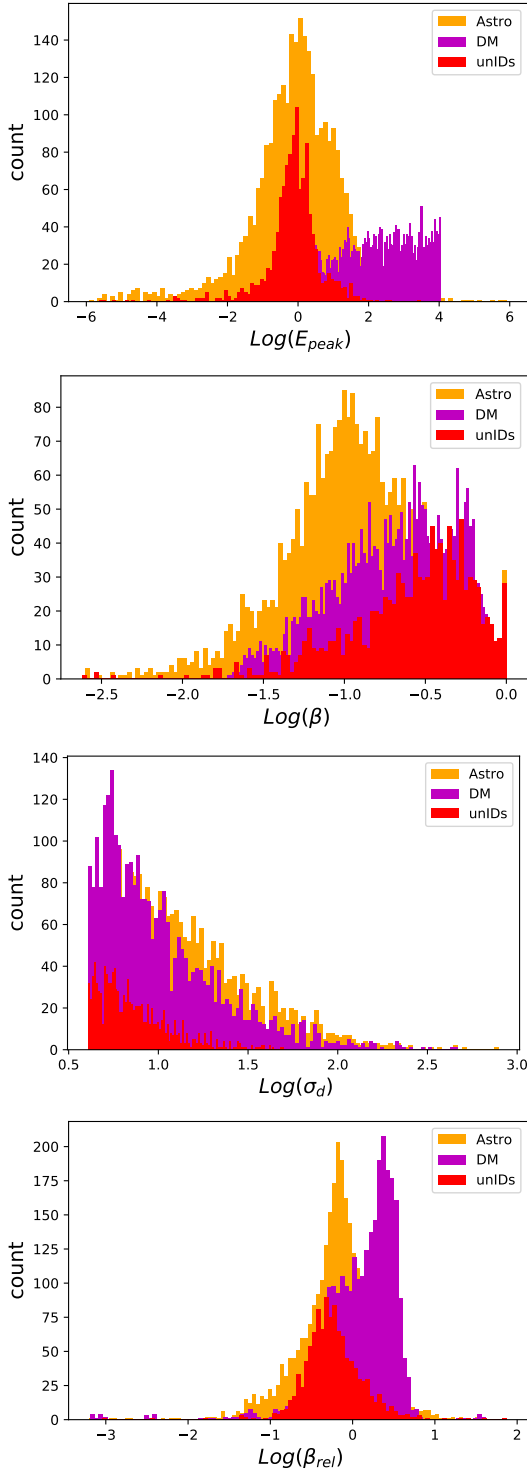 140
120
100
80
60
40
20
0
count
Astro
DM
unIDs
−6 −4 −2 0 2 4 6
Log(E_peak)
80
70
60
50
40
30
20
10
0
count
Astro
DM
unIDs
−2.5 −2.0 −1.5 −1.0 −0.5 0.0
Log(β)
140
120
100
80
60
40
20
0
count
Astro
DM
unIDs
0.5 1.0 1.5 2.0 2.5 3.0
Log(σ_d)
200
175
150
125
100
75
50
25
0
count
Astro
DM
unIDs
−3 −2 −1 0 1 2
Log(β_rel)